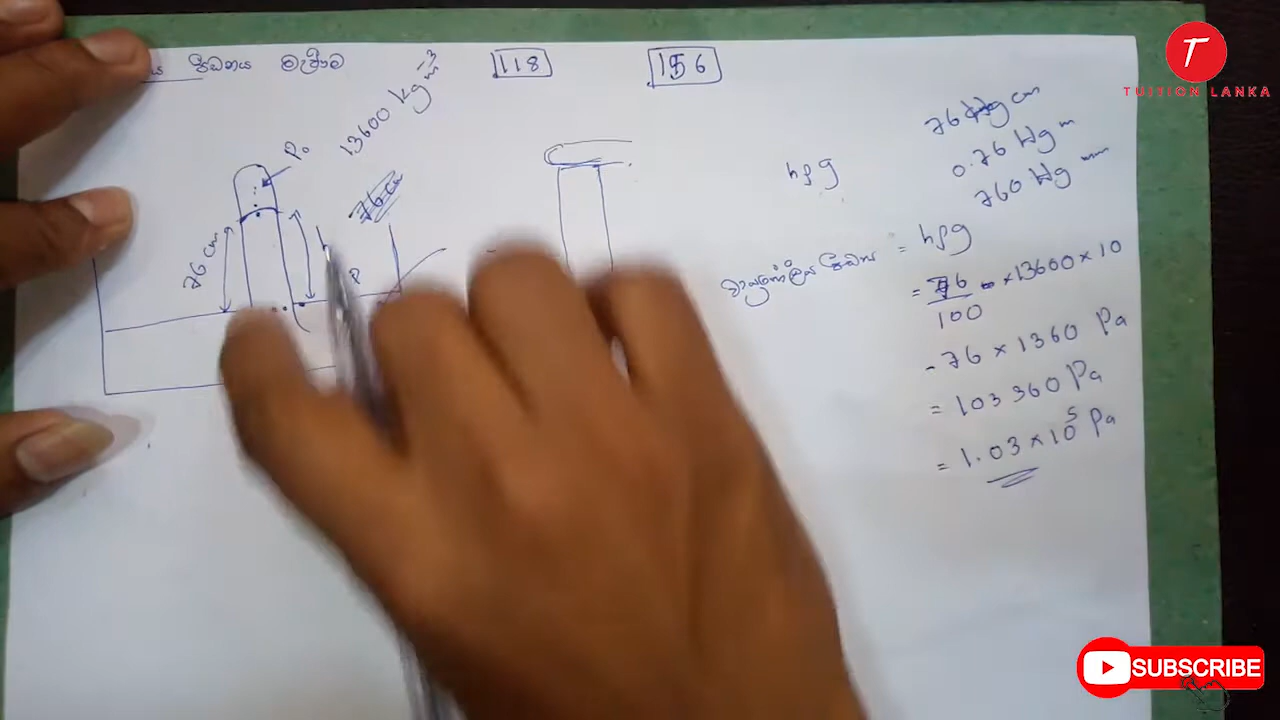 පීඩනය මැනීම
118
156
T
TUITION LANKA
P₀
13600 kg m⁻³
76 cm
76 cm
P
hρg
76 Hg cm
0.76 Hg m
760 Hg mm
වායුගෝලීය පීඩනය = hρg
= 76/100 × 13600 × 10
= 76 × 1360 Pa
= 103 360 Pa
= 1.03 × 10⁵ Pa
SUBSCRIBE